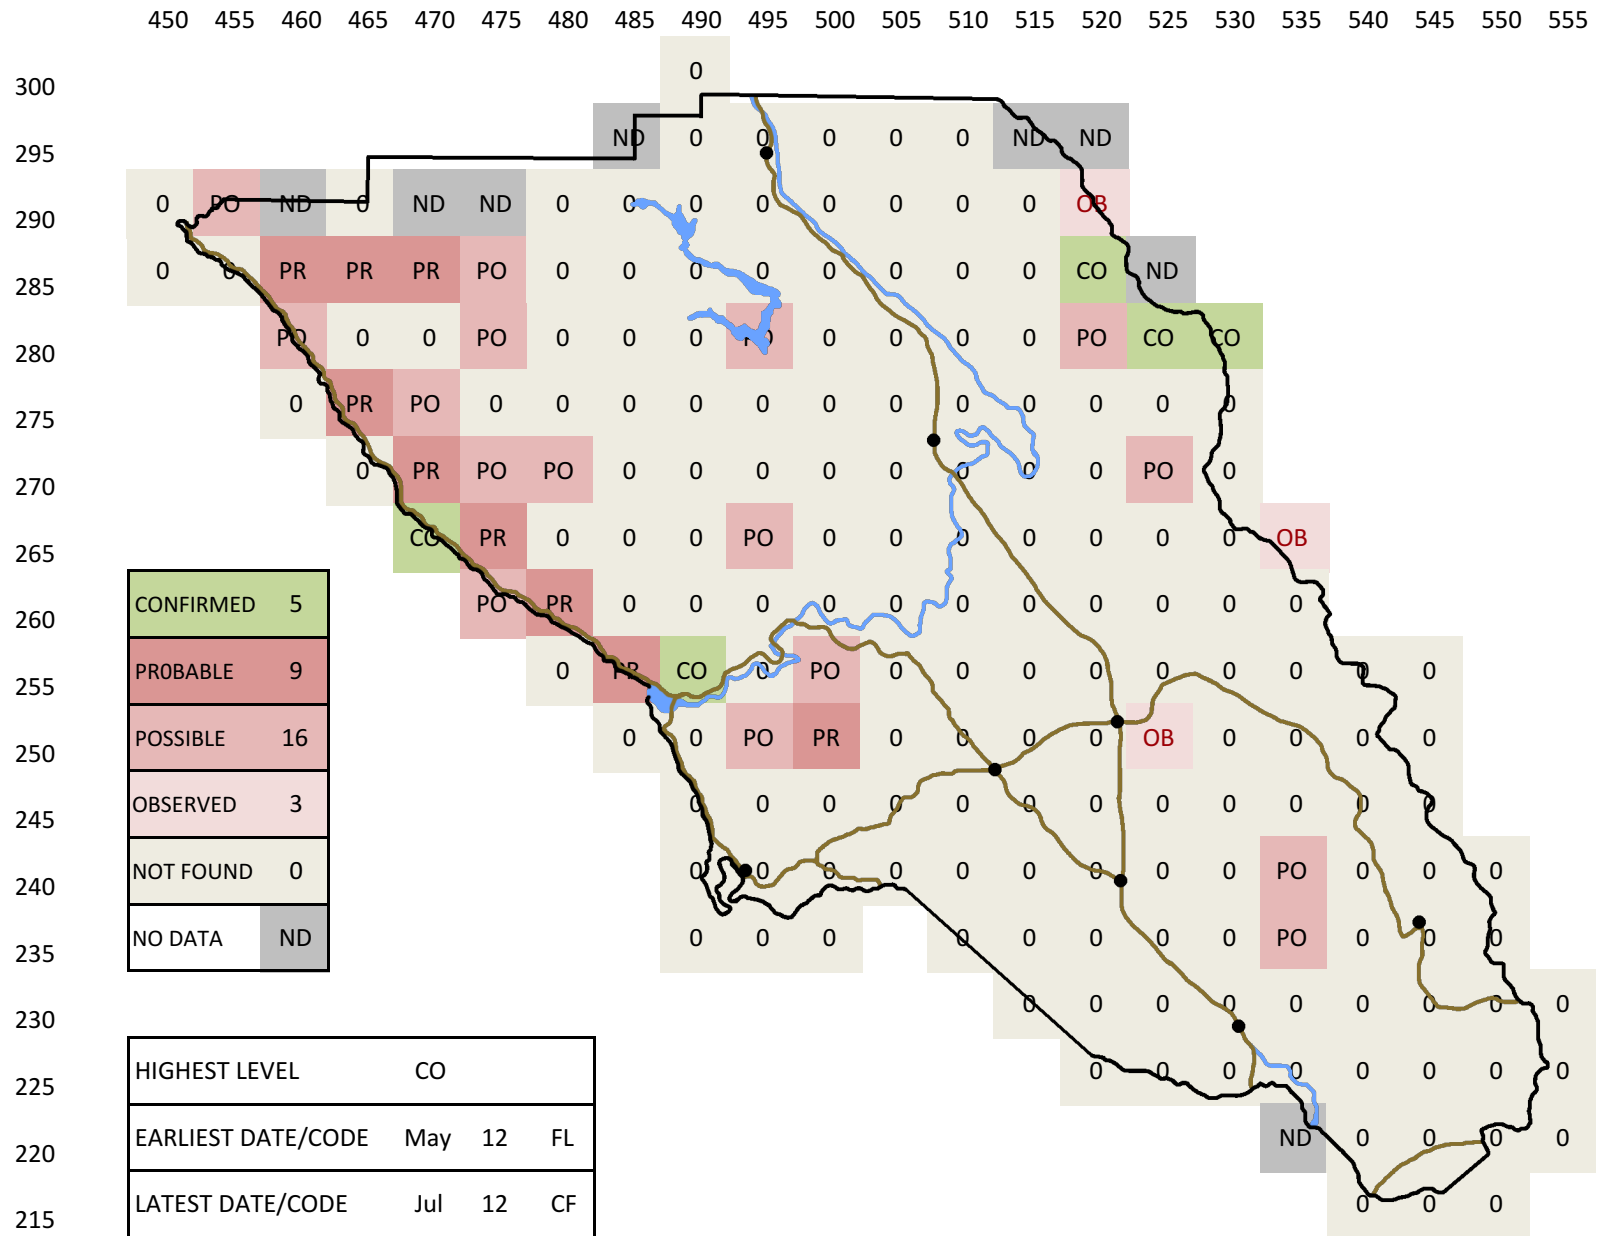 450 455 460 465 470 475 480 485 490 495 500 505 510 515 520 525 530 535 540 545 550 555
300 0
295 ND 0 0 0 0 0 ND ND
290 0 PO ND 0 ND ND 0 0 0 0 0 0 0 0 OB
285 0 0 PR PR PR PO 0 0 0 0 0 0 0 0 CO ND
280 PO 0 0 PO 0 0 0 PO 0 0 0 0 PO CO CO
275 0 PR PO 0 0 0 0 0 0 0 0 0 0 0 0
270 0 PR PO PO 0 0 0 0 0 0 0 0 PO 0
265 CO PR 0 0 0 PO 0 0 0 0 0 0 0 OB
260 PO PR 0 0 0 0 0 0 0 0 0 0 0
255 0 PR CO 0 PO 0 0 0 0 0 0 0 0 0
250 0 0 PO PR 0 0 0 0 OB 0 0 0 0
245 0 0 0 0 0 0 0 0 0 0 0 0
240 0 0 0 0 0 0 0 0 0 PO 0 0 0
235 0 0 0 0 0 0 0 0 PO 0 0 0
230 0 0 0 0 0 0 0 0 0
225 0 0 0 0 0 0 0 0
220 ND 0 0 0 0
215 0 0 0
CONFIRMED 5
PR0BABLE 9
POSSIBLE 16
OBSERVED 3
NOT FOUND 0
NO DATA ND
HIGHEST LEVEL CO
EARLIEST DATE/CODE May 12 FL
LATEST DATE/CODE Jul 12 CF